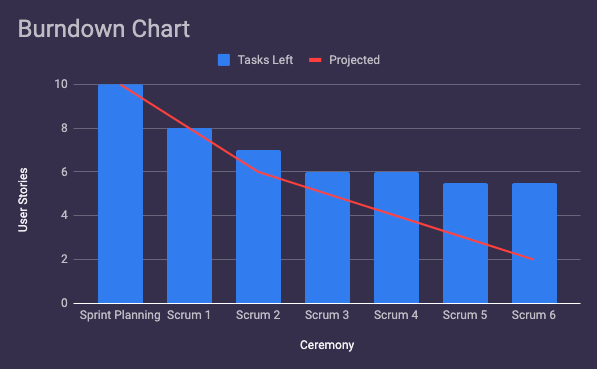 Burndown Chart
Tasks Left Projected
10
8
6
4
2
0
User Stories
Sprint Planning Scrum 1 Scrum 2 Scrum 3 Scrum 4 Scrum 5 Scrum 6
Ceremony